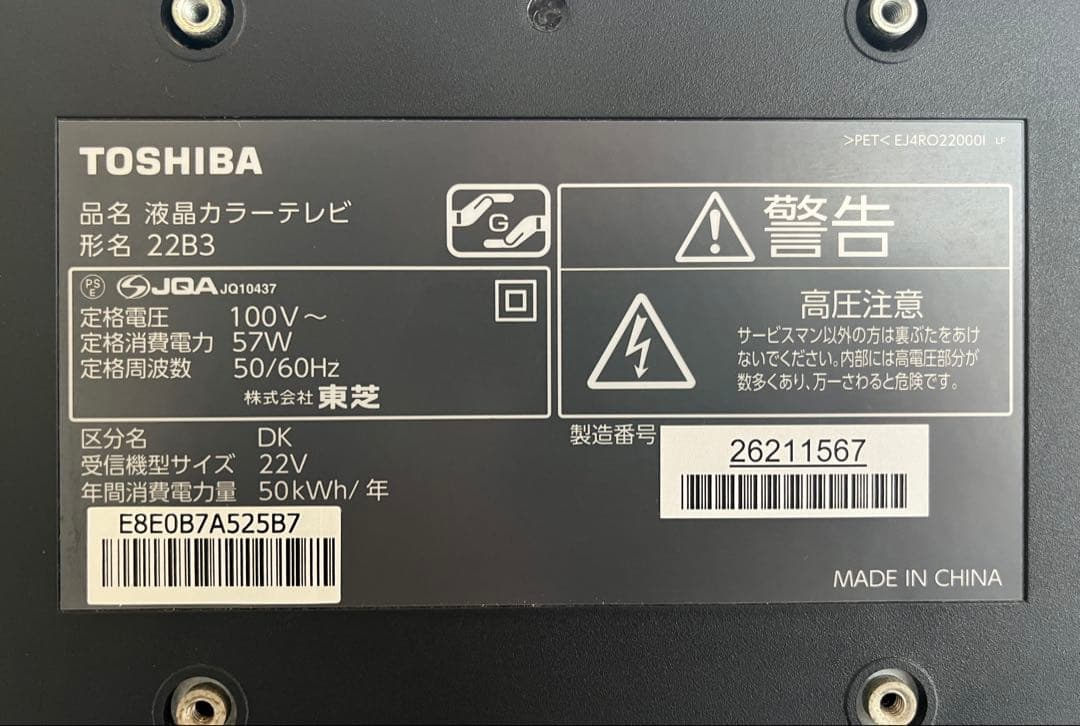 >PET< EJ4RO22000I LF
TOSHIBA
品名 液晶カラーテレビ
形名 22B3
G
PS
E
JQA JQ10437
定格電圧 100V～
定格消費電力 57W
定格周波数 50/60Hz
株式会社 東芝
区分名 DK
受信機型サイズ 22V
年間消費電力量 50kWh/年
E8E0B7A525B7
警告
高圧注意
サービスマン以外の方は裏ぶたをあけ
ないでください。内部には高電圧部分が
数多くあり、万一さわると危険です。
製造番号
26211567
MADE IN CHINA